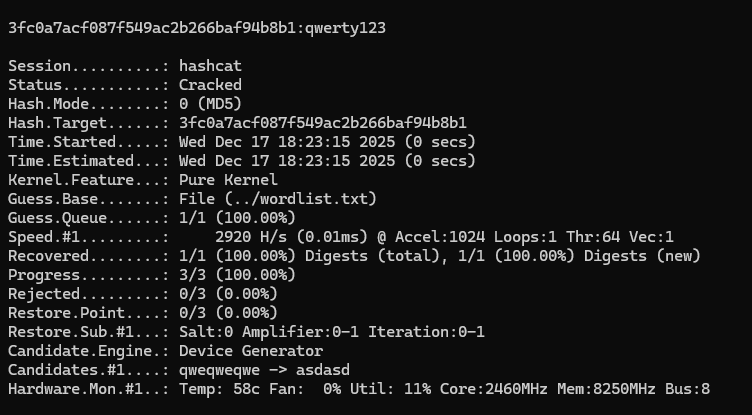 3fc0a7acf087f549ac2b266baf94b8b1:qwerty123
Session..........: hashcat
Status...........: Cracked
Hash.Mode........: 0 (MD5)
Hash.Target......: 3fc0a7acf087f549ac2b266baf94b8b1
Time.Started.....: Wed Dec 17 18:23:15 2025 (0 secs)
Time.Estimated...: Wed Dec 17 18:23:15 2025 (0 secs)
Kernel.Feature...: Pure Kernel
Guess.Base.......: File (../wordlist.txt)
Guess.Queue......: 1/1 (100.00%)
Speed.#1.........:     2920 H/s (0.01ms) @ Accel:1024 Loops:1 Thr:64 Vec:1
Recovered........: 1/1 (100.00%) Digests (total), 1/1 (100.00%) Digests (new)
Progress.........: 3/3 (100.00%)
Rejected.........: 0/3 (0.00%)
Restore.Point....: 0/3 (0.00%)
Restore.Sub.#1...: Salt:0 Amplifier:0-1 Iteration:0-1
Candidate.Engine.: Device Generator
Candidates.#1....: qweqweqwe -> asdasd
Hardware.Mon.#1..: Temp: 58c Fan:  0% Util: 11% Core:2460MHz Mem:8250MHz Bus:8